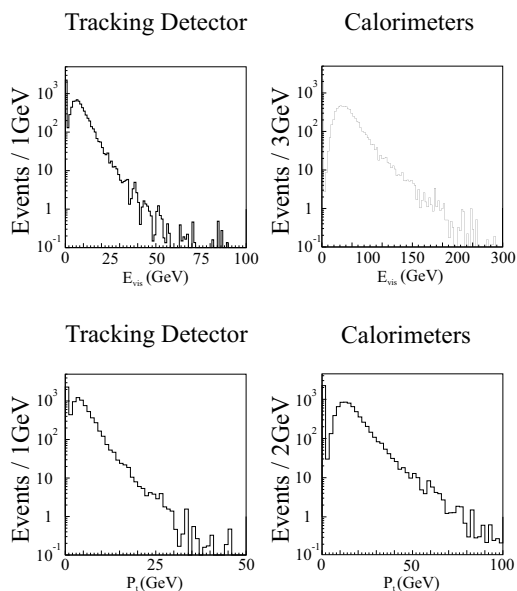 Tracking Detector
Calorimeters
Events / 1GeV
10^3
10^2
10
1
10^-1
0 25 50 75 100
E_vis (GeV)
Events / 3GeV
10^3
10^2
10
1
10^-1
0 50 100 150 200 250 300
E_vis (GeV)
Tracking Detector
Calorimeters
Events / 1GeV
10^3
10^2
10
1
10^-1
0 25 50
P_t (GeV)
Events / 2GeV
10^3
10^2
10
1
10^-1
0 50 100
P_t (GeV)